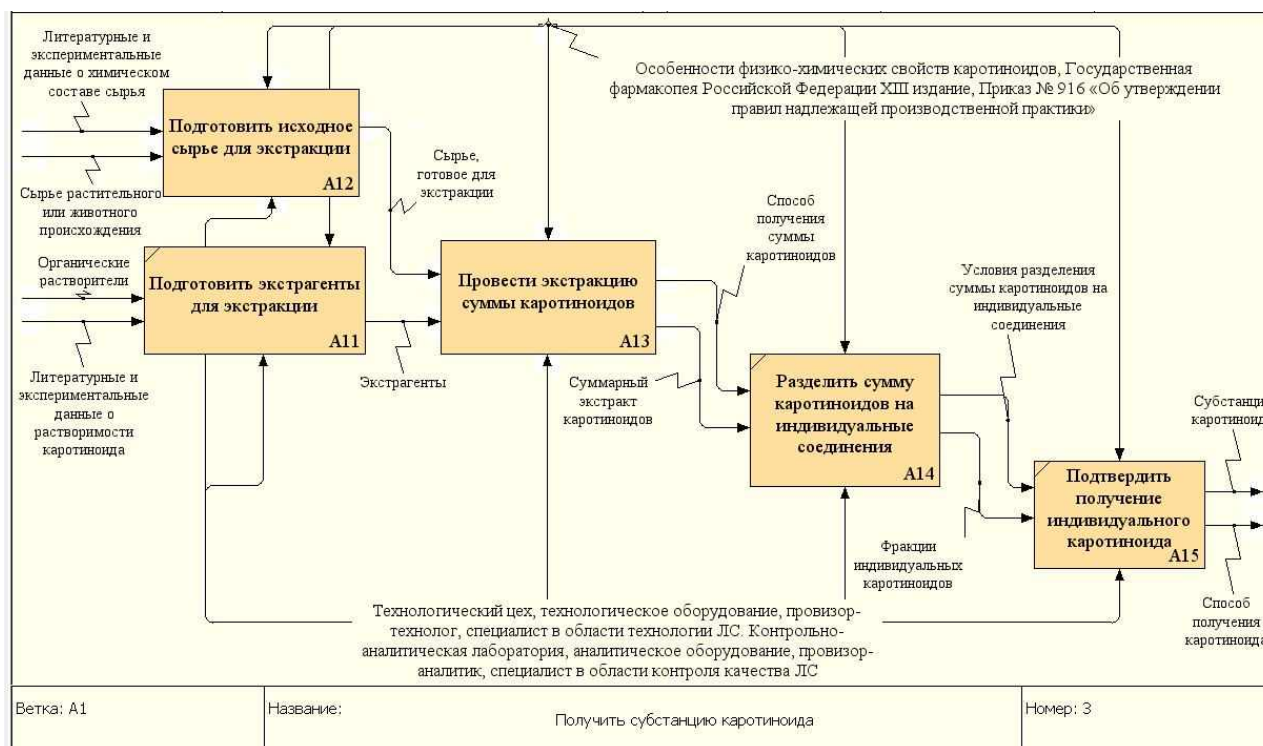 Литературные и
экспериментальные
данные о химическом
составе сырья
Особенности физико-химических свойств каротиноидов, Государственная
фармакопея Российской Федерации XIII издание, Приказ № 916 «Об утверждении
правил надлежащей производственной практики»
Подготовить исходное
сырье для экстракции
A12
Сырье,
готовое для
экстракции
Сырье растительного
или животного
происхождения
Способ
получения
суммы
каротиноидов
Органические
растворители
Подготовить экстрагенты
для экстракции
A11
Провести экстракцию
суммы каротиноидов
A13
Условия разделения
суммы каротиноидов на
индивидуальные
соединения
Литературные и
экспериментальные
данные о
растворимости
каротиноида
Экстрагенты
Суммарный
экстракт
каротиноидов
Разделить сумму
каротиноидов на
индивидуальные
соединения
A14
Субстанци
каротиноид
Подтвердить
получение
индивидуального
каротиноида
A15
Фракции
индивидуальных
каротиноидов
Способ
получения
каротиноида
Технологический цех, технологическое оборудование, провизор-
технолог, специалист в области технологии ЛС. Контрольно-
аналитическая лаборатория, аналитическое оборудование, провизор-
аналитик, специалист в области контроля качества ЛС
Ветка: A1
Название:
Получить субстанцию каротиноида
Номер: 3